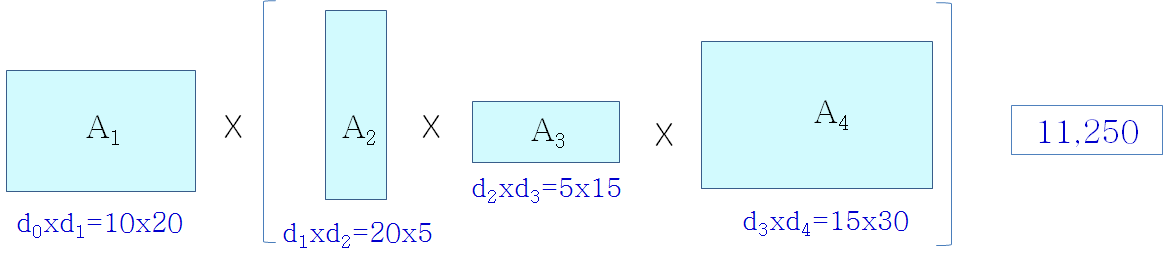 A₁ X [ A₂ X A₃ X A₄ ] 11,250
d₀xd₁=10x20
d₁xd₂=20x5
d₂xd₃=5x15
d₃xd₄=15x30